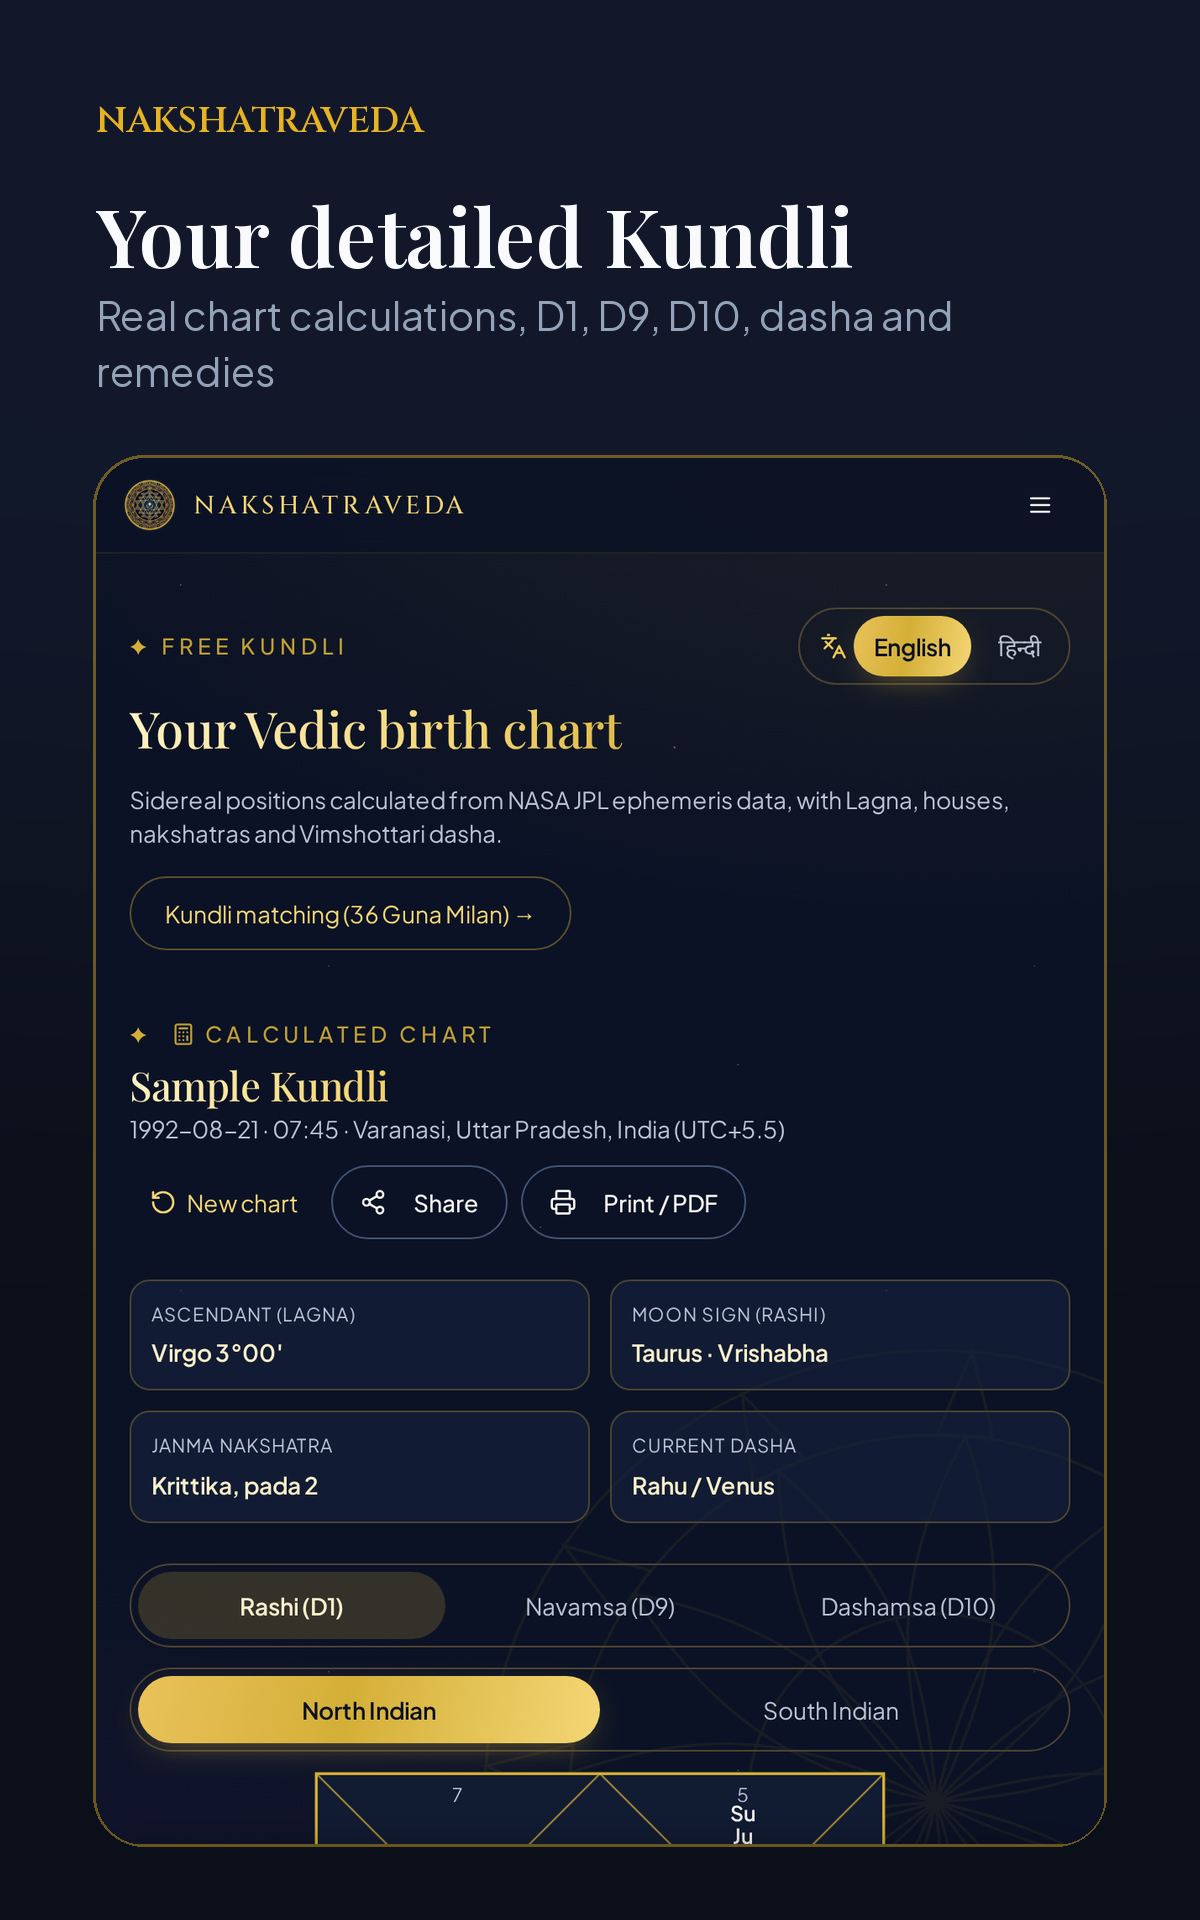 NAKSHATRAVEDA
Your detailed Kundli
Real chart calculations, D1, D9, D10, dasha and
remedies
NAKSHATRAVEDA
FREE KUNDLI
English हिन्दी
Your Vedic birth chart
Sidereal positions calculated from NASA JPL ephemeris data, with Lagna, houses,
nakshatras and Vimshottari dasha.
Kundli matching (36 Guna Milan) →
CALCULATED CHART
Sample Kundli
1992-08-21 · 07:45 · Varanasi, Uttar Pradesh, India (UTC+5.5)
New chart Share Print / PDF
ASCENDANT (LAGNA)
Virgo 3°00'
MOON SIGN (RASHI)
Taurus · Vrishabha
JANMA NAKSHATRA
Krittika, pada 2
CURRENT DASHA
Rahu / Venus
Rashi (D1) Navamsa (D9) Dashamsa (D10)
North Indian South Indian
7 5
Su
Ju